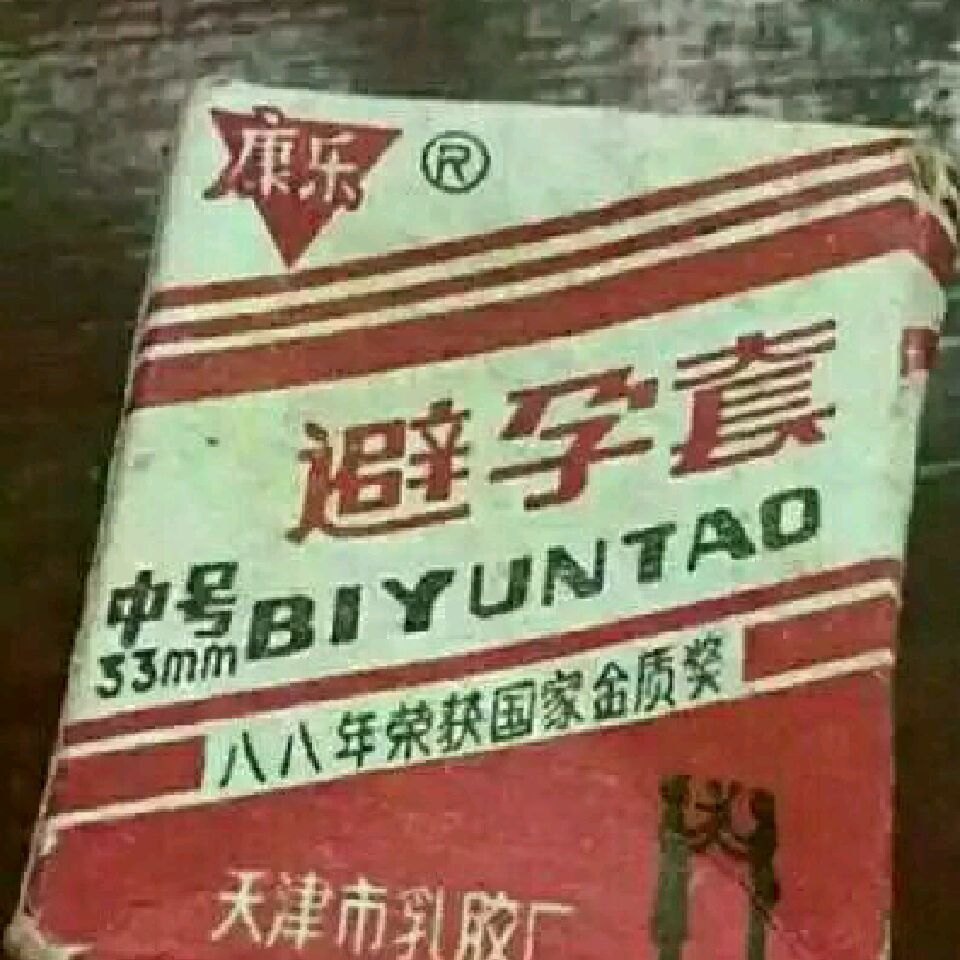 康乐 ®
避孕套
中号
BIYUNTAO
33mm
八八年荣获国家金质奖
天津市乳胶厂